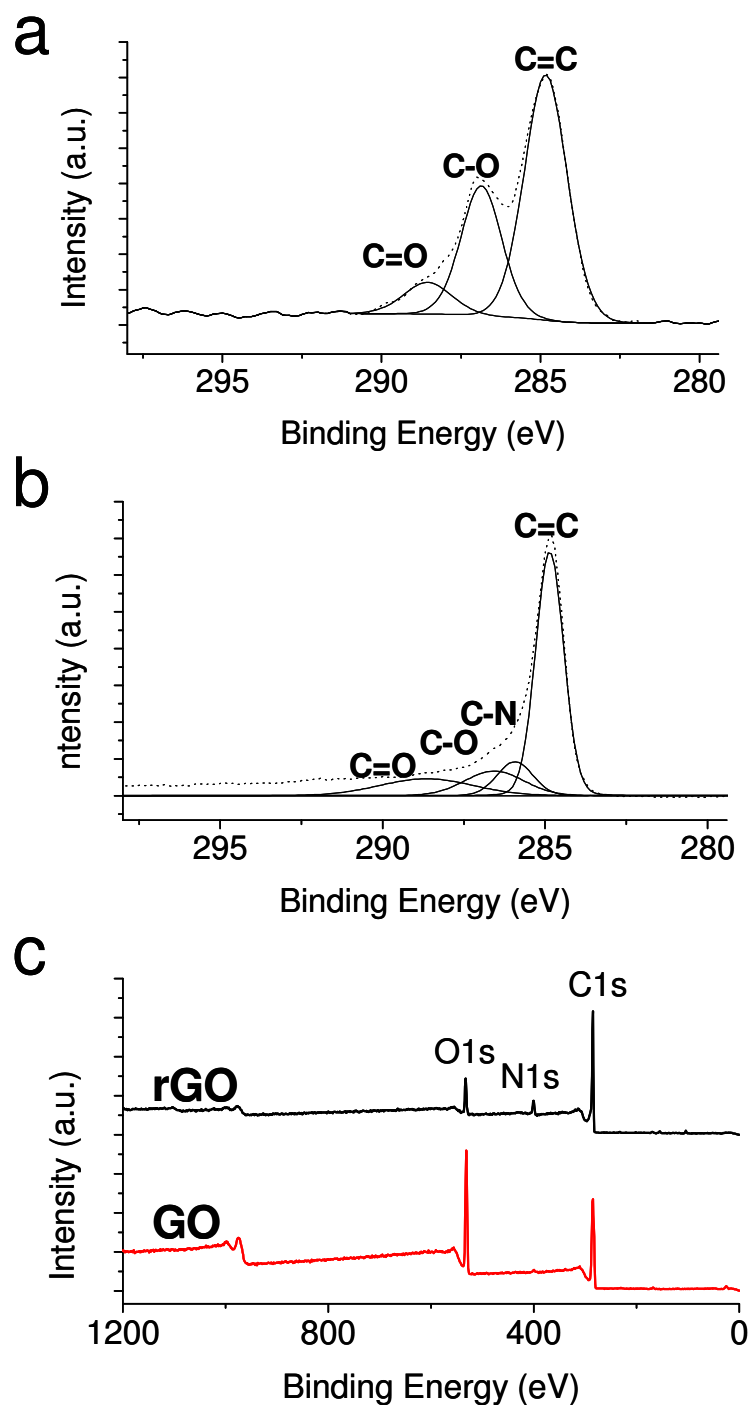 a
C=C
C-O
C=O
Intensity (a.u.)
295 290 285 280
Binding Energy (eV)
b
C=C
C-N
C-O
C=O
ntensity (a.u.)
295 290 285 280
Binding Energy (eV)
c
C1s
O1s
N1s
rGO
GO
Intensity (a.u.)
1200 800 400 0
Binding Energy (eV)